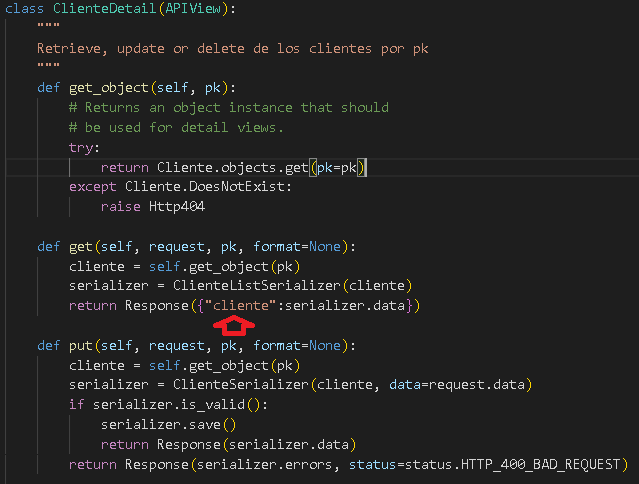 class ClienteDetail(APIView):
    """
    Retrieve, update or delete de los clientes por pk
    """
    def get_object(self, pk):
        # Returns an object instance that should
        # be used for detail views.
        try:
            return Cliente.objects.get(pk=pk)
        except Cliente.DoesNotExist:
            raise Http404

    def get(self, request, pk, format=None):
        cliente = self.get_object(pk)
        serializer = ClienteListSerializer(cliente)
        return Response({"cliente":serializer.data})

    def put(self, request, pk, format=None):
        cliente = self.get_object(pk)
        serializer = ClienteSerializer(cliente, data=request.data)
        if serializer.is_valid():
            serializer.save()
            return Response(serializer.data)
        return Response(serializer.errors, status=status.HTTP_400_BAD_REQUEST)